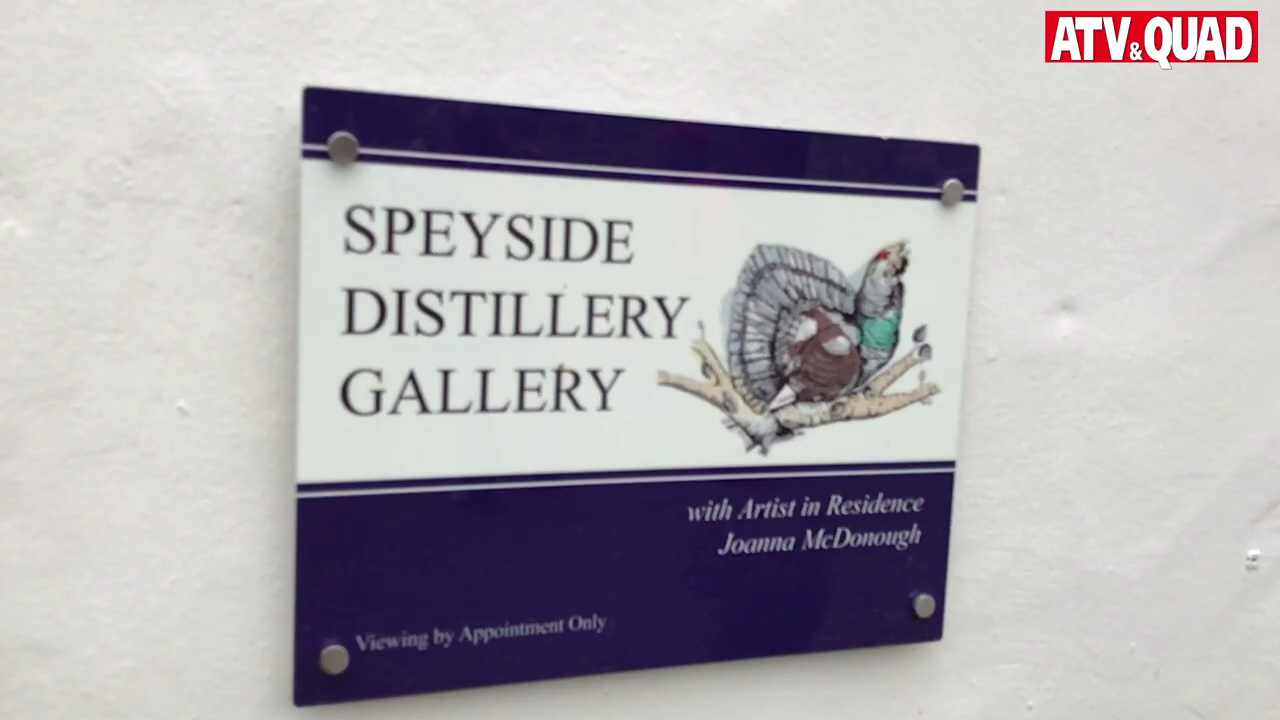 ATV&QUAD
SPEYSIDE
DISTILLERY
GALLERY
with Artist in Residence
Joanna McDonough
Viewing by Appointment Only